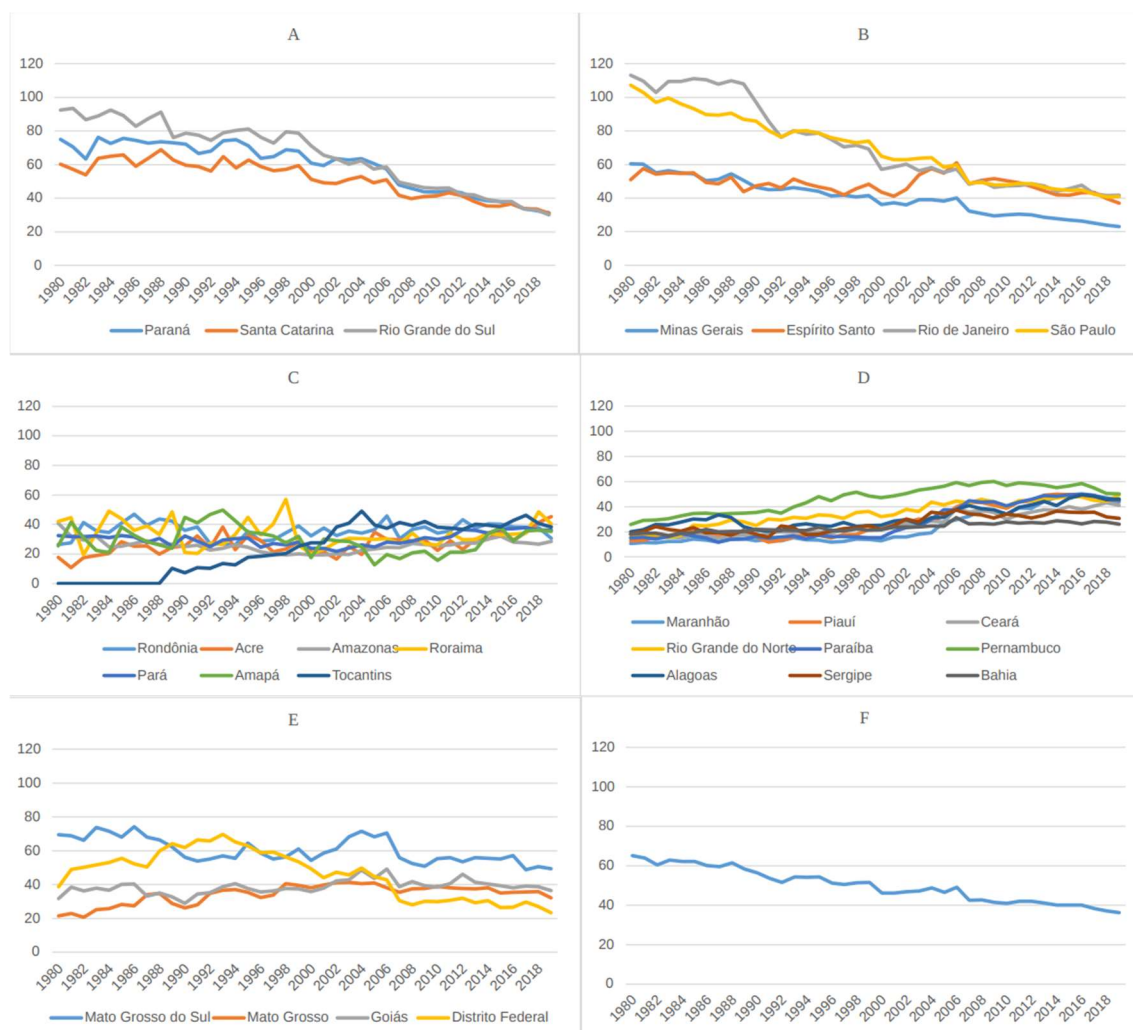 A
120
100
80
60
40
20
0
1980 1982 1984 1986 1988 1990 1992 1994 1996 1998 2000 2002 2004 2006 2008 2010 2012 2014 2016 2018
Paraná Santa Catarina Rio Grande do Sul
B
120
100
80
60
40
20
0
1980 1982 1984 1986 1988 1990 1992 1994 1996 1998 2000 2002 2004 2006 2008 2010 2012 2014 2016 2018
Minas Gerais Espírito Santo Rio de Janeiro São Paulo
C
120
100
80
60
40
20
0
1980 1982 1984 1986 1988 1990 1992 1994 1996 1998 2000 2002 2004 2006 2008 2010 2012 2014 2016 2018
Rondônia Acre Amazonas Roraima
Pará Amapá Tocantins
D
120
100
80
60
40
20
0
1980 1982 1984 1986 1988 1990 1992 1994 1996 1998 2000 2002 2004 2006 2008 2010 2012 2014 2016 2018
Maranhão Piauí Ceará
Rio Grande do Norte Paraíba Pernambuco
Alagoas Sergipe Bahia
E
120
100
80
60
40
20
0
1980 1982 1984 1986 1988 1990 1992 1994 1996 1998 2000 2002 2004 2006 2008 2010 2012 2014 2016 2018
Mato Grosso do Sul Mato Grosso Goiás Distrito Federal
F
120
100
80
60
40
20
0
1980 1982 1984 1986 1988 1990 1992 1994 1996 1998 2000 2002 2004 2006 2008 2010 2012 2014 2016 2018